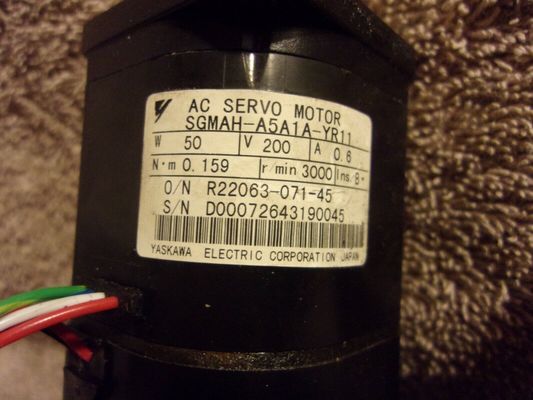 AC SERVO MOTOR
SGMAH-A5A1A-YR11
W 50 V 200 A 0.6
N·m 0.159 r/min 3000 Ins.
O/N R22063-071-45
S/N D00072643190045
YASKAWA ELECTRIC CORPORATION JAPAN